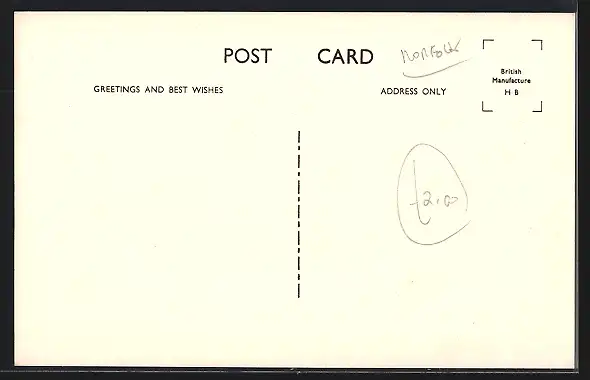 POST CARD
Norfolk
British
Manufacture
H B
GREETINGS AND BEST WISHES
ADDRESS ONLY
£2.00